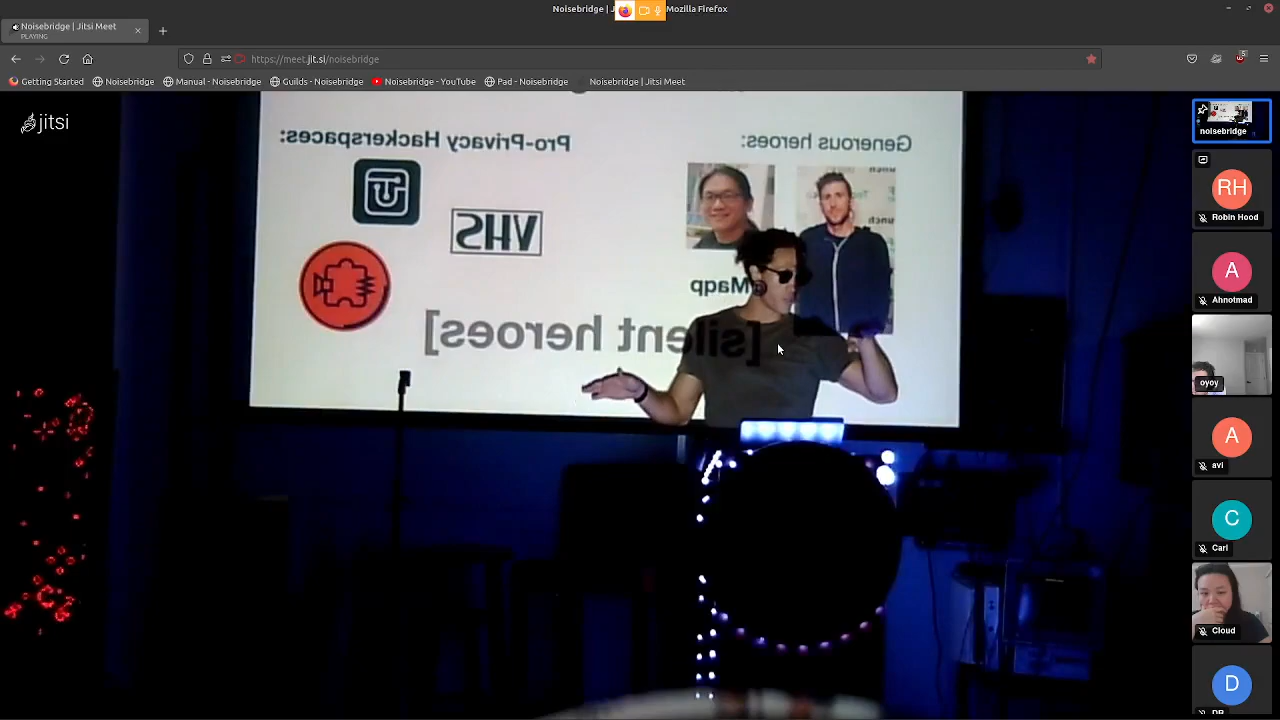 Noisebridge | J
Mozilla Firefox
Noisebridge | Jitsi Meet
PLAYING
https://meet.jit.si/noisebridge
5
Getting Started
Noisebridge
Manual - Noisebridge
Guilds - Noisebridge
Noisebridge - YouTube
Pad - Noisebridge
Noisebridge | Jitsi Meet
jitsi
Pro-Privacy Hackerspaces:
Generous heroes:
VHS
@Maqp
[silent heroes]
noisebridge
RH
Robin Hood
A
Ahnotmad
oyoy
A
avi
C
Carl
Cloud
D